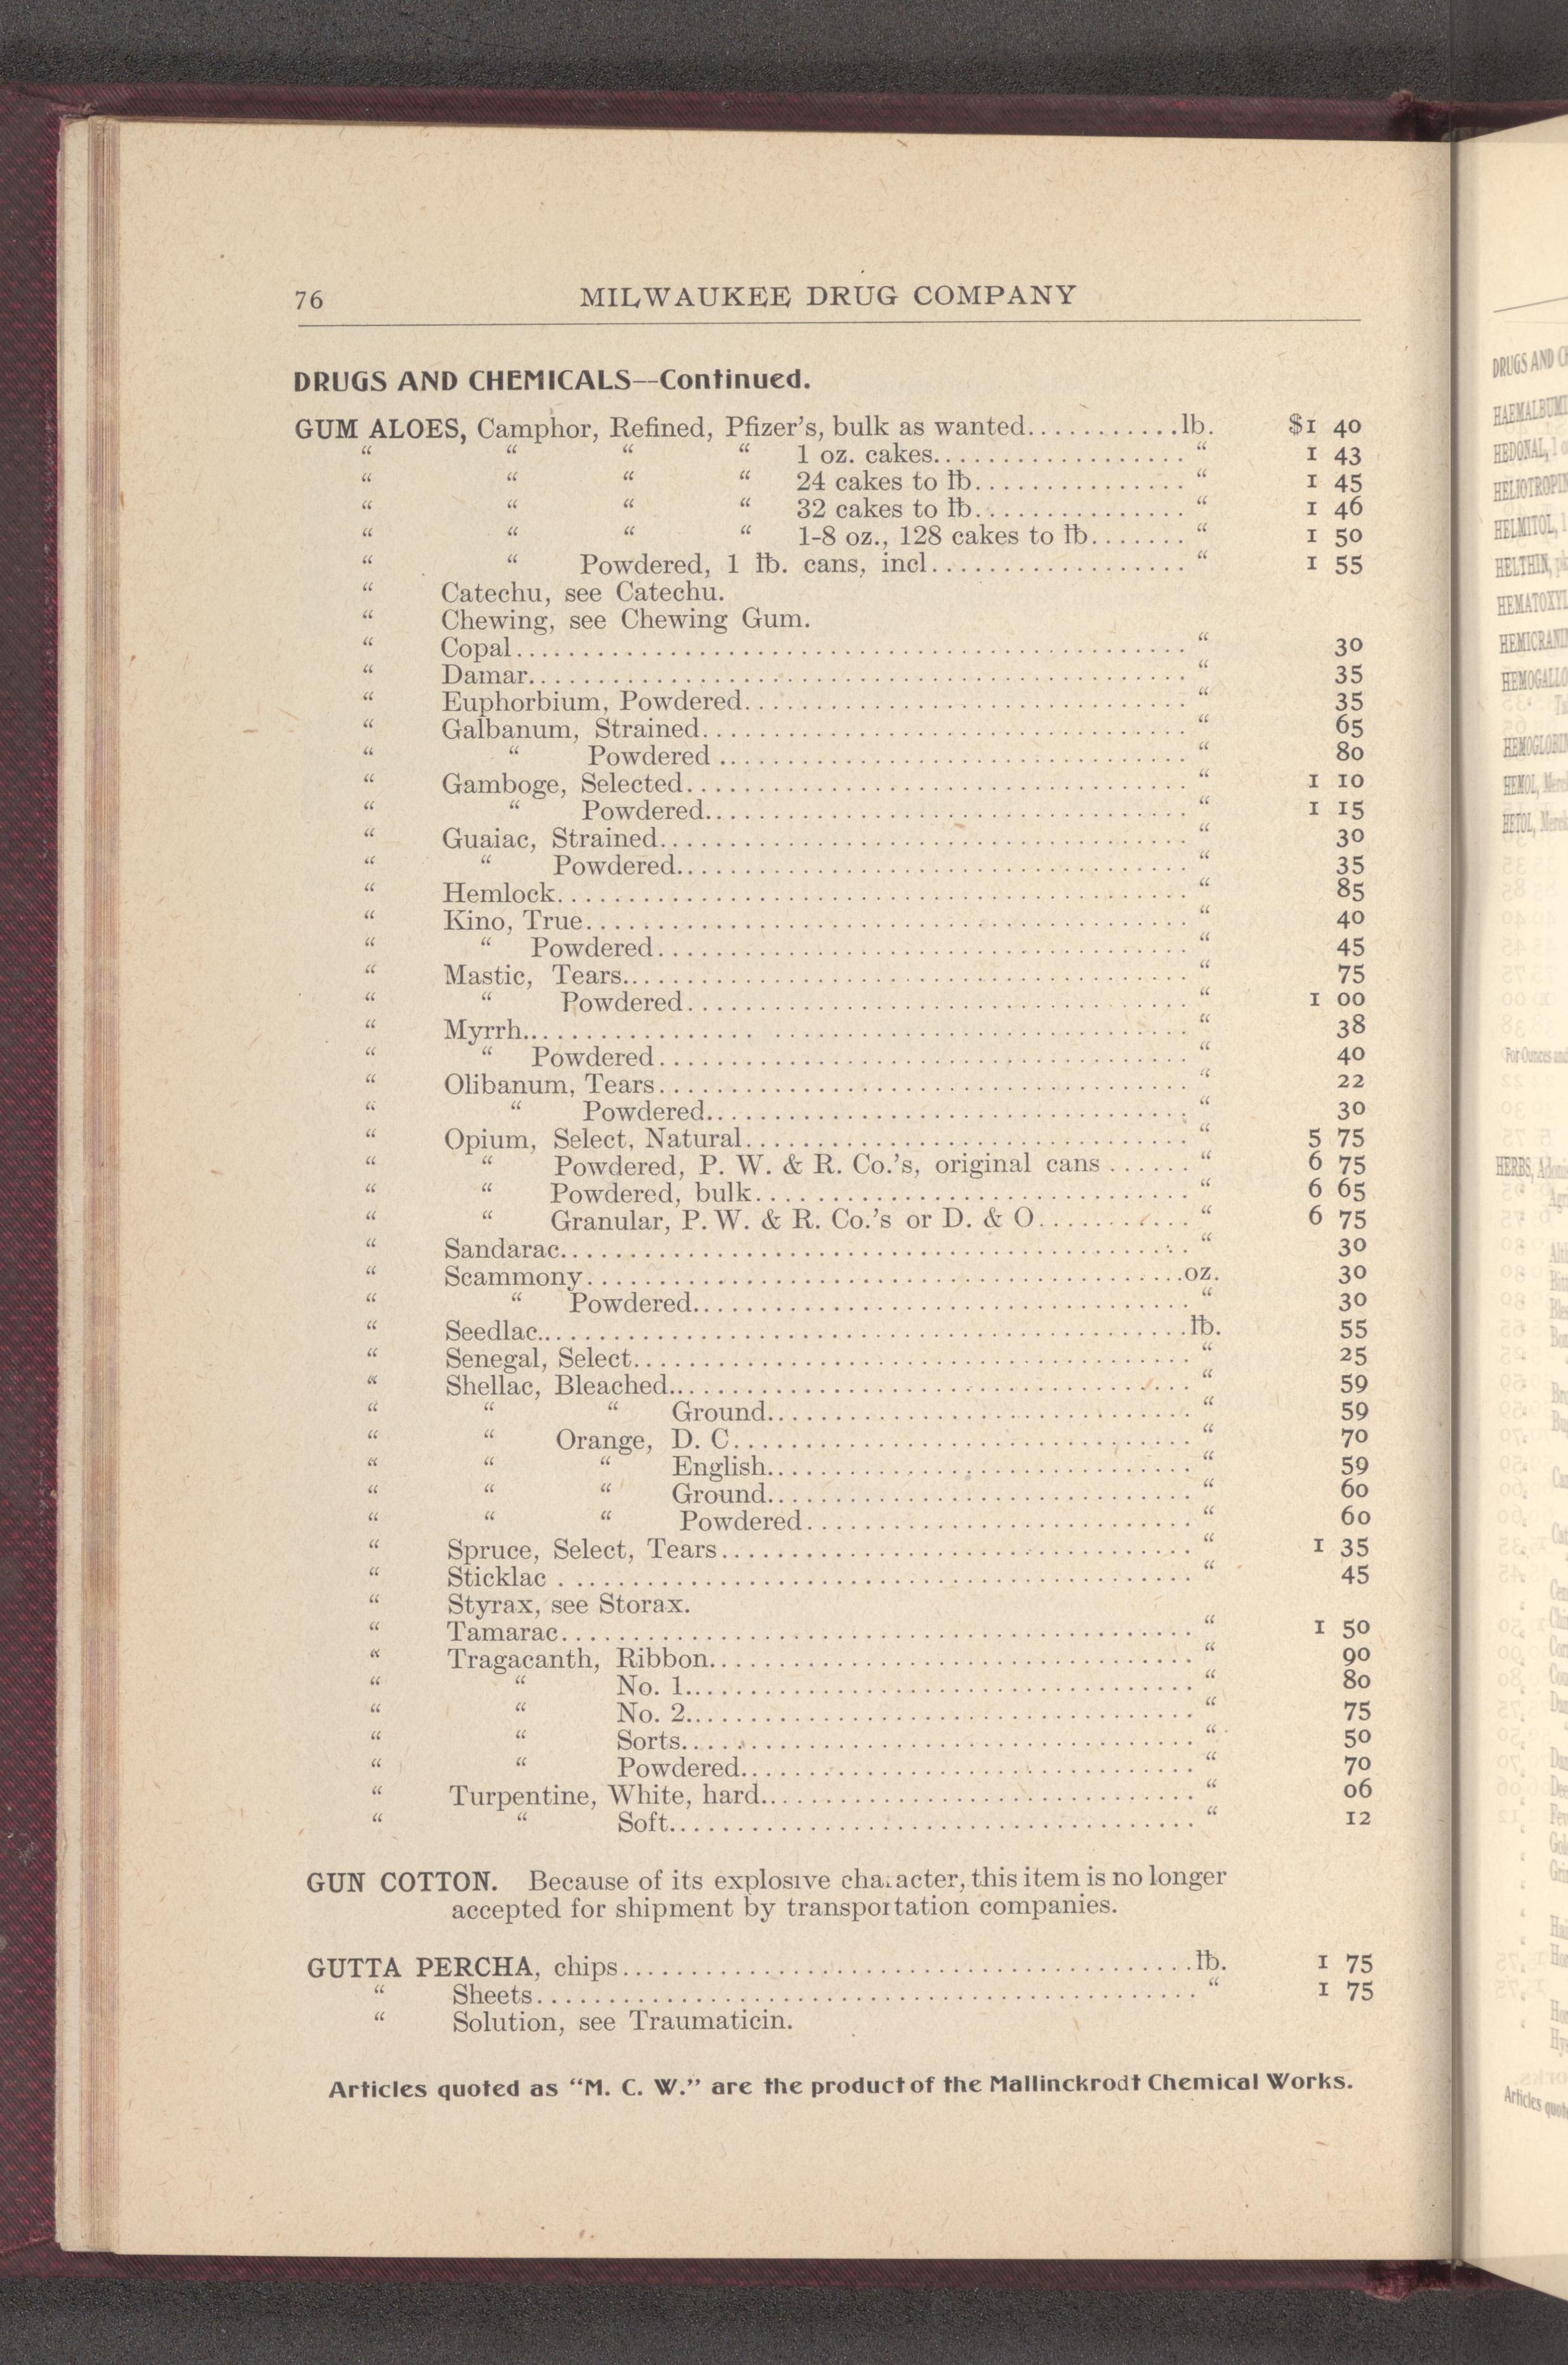 76 MILWAUKEE DRUG COMPANY
DRUGS AND CHEMICALS—Continued.
GUM ALOES, Camphor, Refined, Pfizer's, bulk as wanted...........lb. $1 40
“ “ “ “ 1 oz. cakes.................. “ 1 43
“ “ “ “ 24 cakes to lb............... “ 1 45
“ “ “ “ 32 cakes to lb............... “ 1 46
“ “ “ “ 1-8 oz., 128 cakes to lb....... “ 1 50
“ “ Powdered, 1 lb. cans, incl.................. “ 1 55
“ Catechu, see Catechu.
“ Chewing, see Chewing Gum.
“ Copal.................... “ 30
“ Damar.................... “ 35
“ Euphorbium, Powdered.................... “ 35
“ Galbanum, Strained.................... “ 65
“ “ Powdered .................... “ 80
“ Gamboge, Selected.................... “ 1 10
“ “ Powdered.................... “ 1 15
“ Guaiac, Strained.................... “ 30
“ “ Powdered.................... “ 35
“ Hemlock.................... “ 85
“ Kino, True.................... “ 40
“ “ Powdered.................... “ 45
“ Mastic, Tears.................... “ 75
“ “ Powdered.................... “ 1 00
“ Myrrh.................... “ 38
“ “ Powdered.................... “ 40
“ Olibanum, Tears.................... “ 22
“ “ Powdered.................... “ 30
“ Opium, Select, Natural.................... “ 5 75
“ “ Powdered, P. W. & R. Co.'s, original cans ...... “ 6 75
“ “ Powdered, bulk.................... “ 6 65
“ “ Granular, P. W. & R. Co.'s or D. & O........... “ 6 75
“ Sandarac.................... “ 30
“ Scammony....................oz. 30
“ “ Powdered.................... “ 30
“ Seedlac....................lb. 55
“ Senegal, Select.................... “ 25
“ Shellac, Bleached.................... “ 59
“ “ “ Ground.................... “ 59
“ “ Orange, D. C.................... “ 70
“ “ “ English.................... “ 59
“ “ “ Ground.................... “ 60
“ “ “ Powdered.................... “ 60
“ Spruce, Select, Tears.................... “ 1 35
“ Sticklac .................... “ 45
“ Styrax, see Storax.
“ Tamarac.................... “ 1 50
“ Tragacanth, Ribbon.................... “ 90
“ “ No. 1.................... “ 80
“ “ No. 2.................... “ 75
“ “ Sorts.................... “ 50
“ “ Powdered.................... “ 70
“ Turpentine, White, hard.................... “ 06
“ “ Soft.................... “ 12
GUN COTTON. Because of its explosive character, this item is no longer
accepted for shipment by transportation companies.
GUTTA PERCHA, chips....................lb. 1 75
“ Sheets.................... “ 1 75
“ Solution, see Traumaticin.
Articles quoted as “M. C. W.” are the product of the Mallinckrodt Chemical Works.
DRUGS AND
HEDONAL,
HELMITOL,
HELTHIN,
HEMOL,
HETOL,
For Ounces
HERBS,
Articles